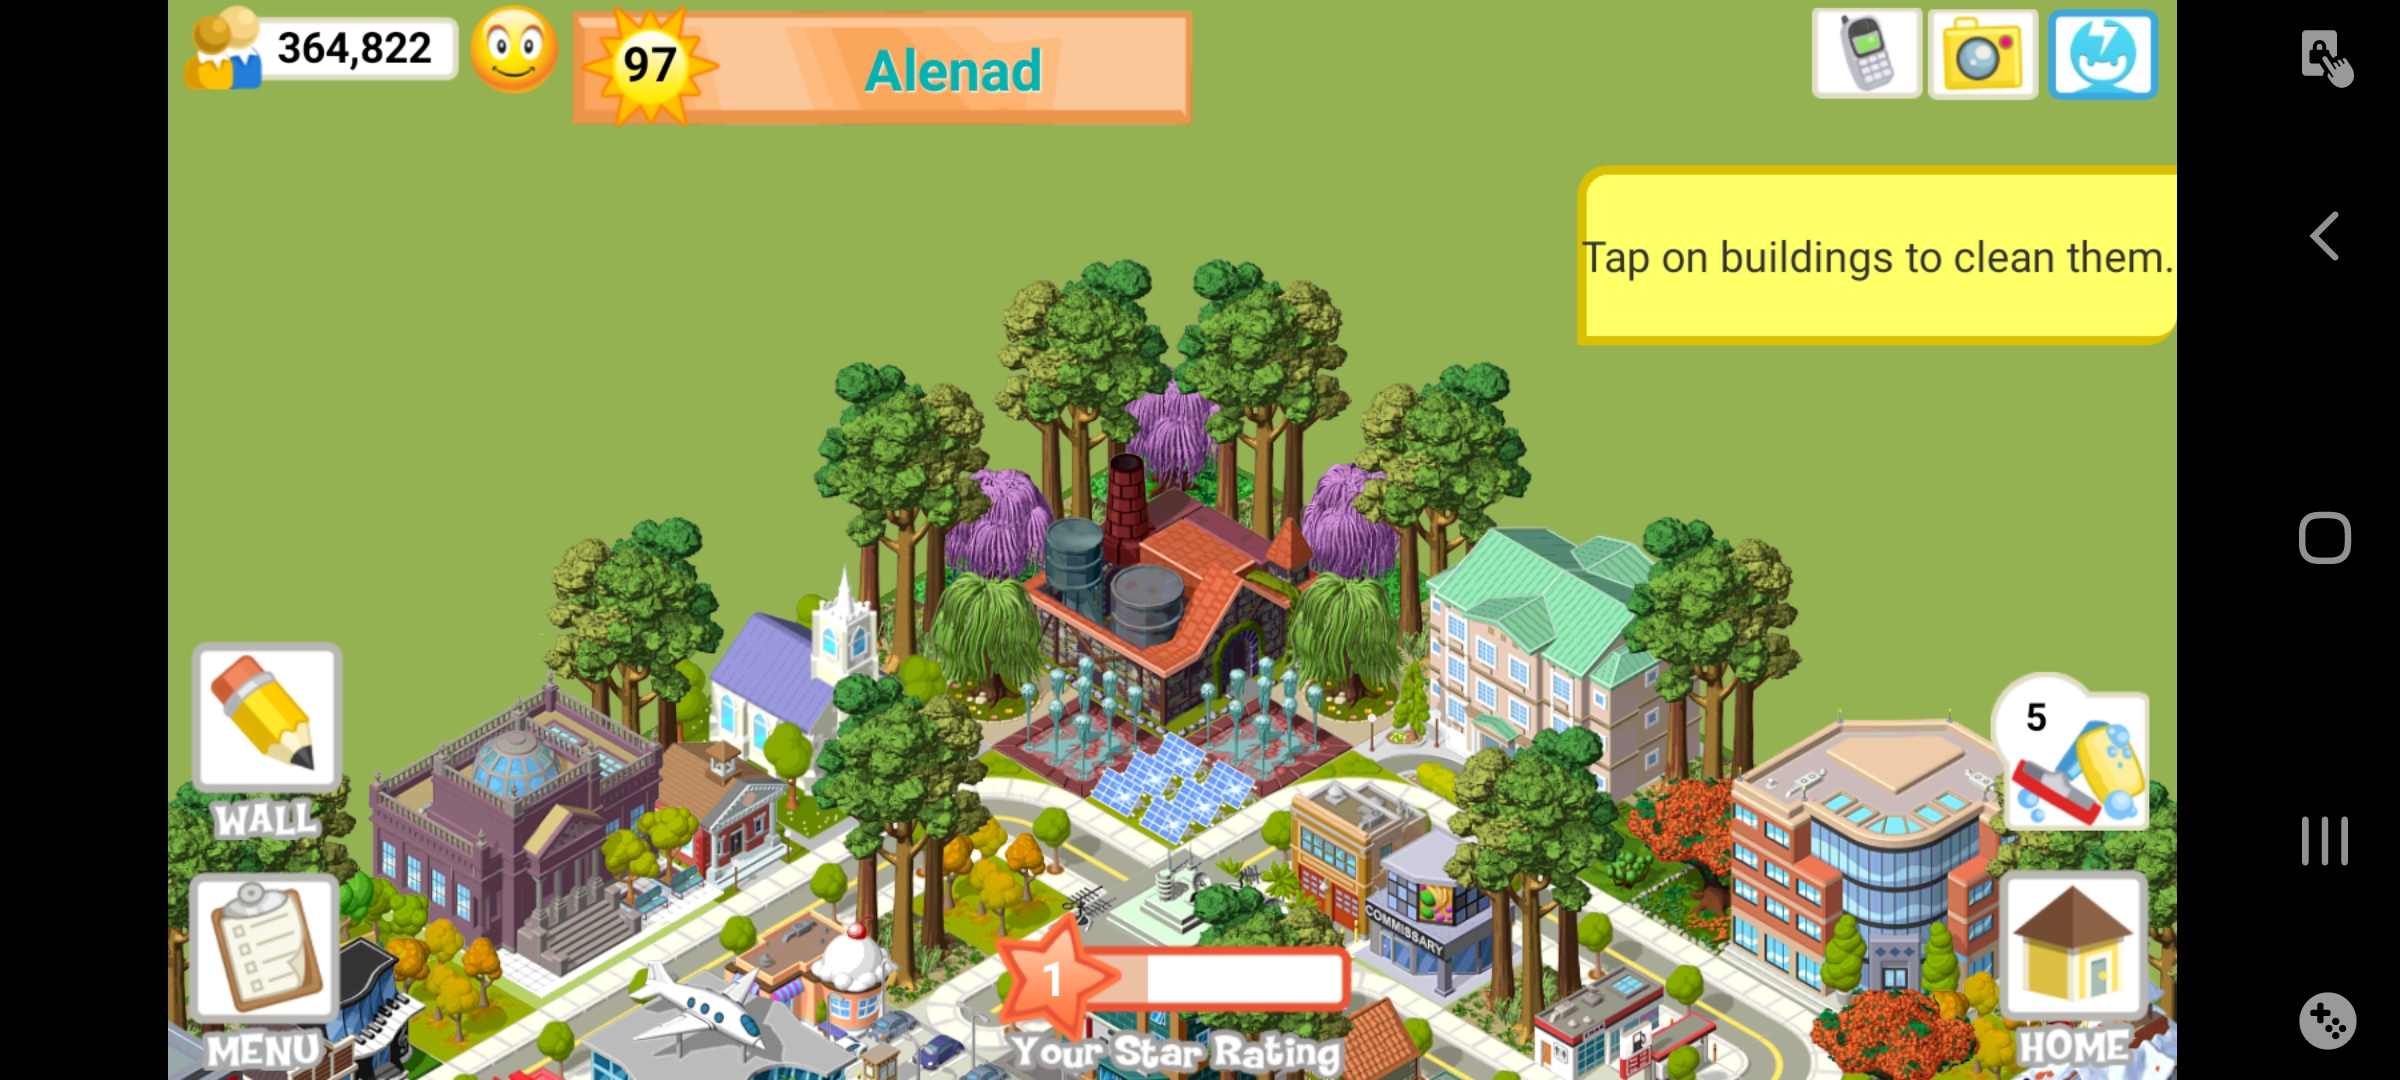 364,822
97
Alenad
Tap on buildings to clean them.
WALL
5
COMMISSARY
1
MENU
Your Star Rating
HOME